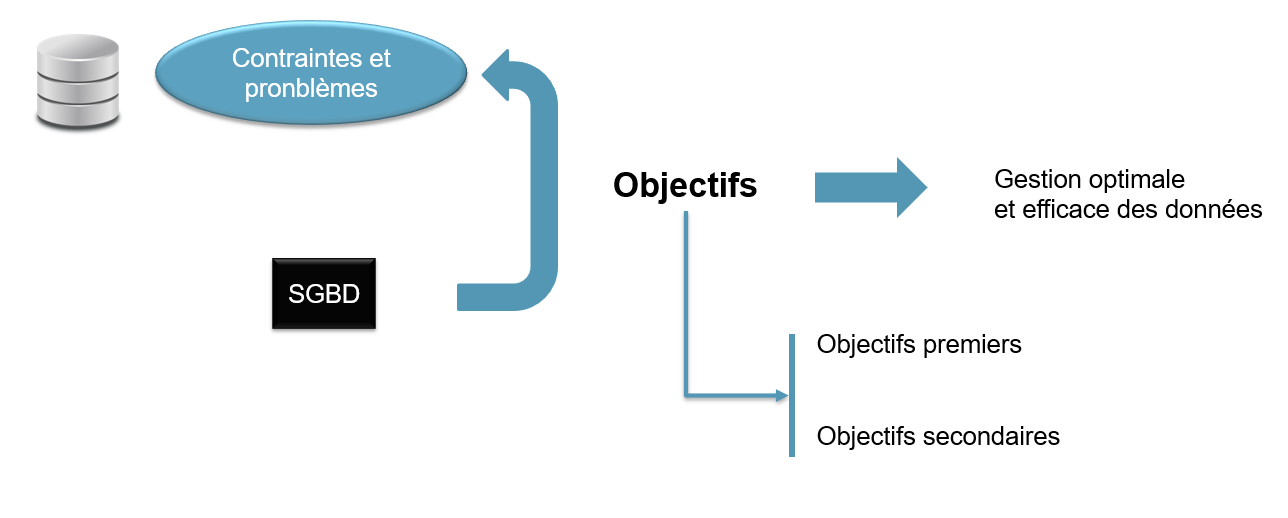 Contraintes et
pronblèmes
Objectifs
Gestion optimale
et efficace des données
SGBD
Objectifs premiers
Objectifs secondaires